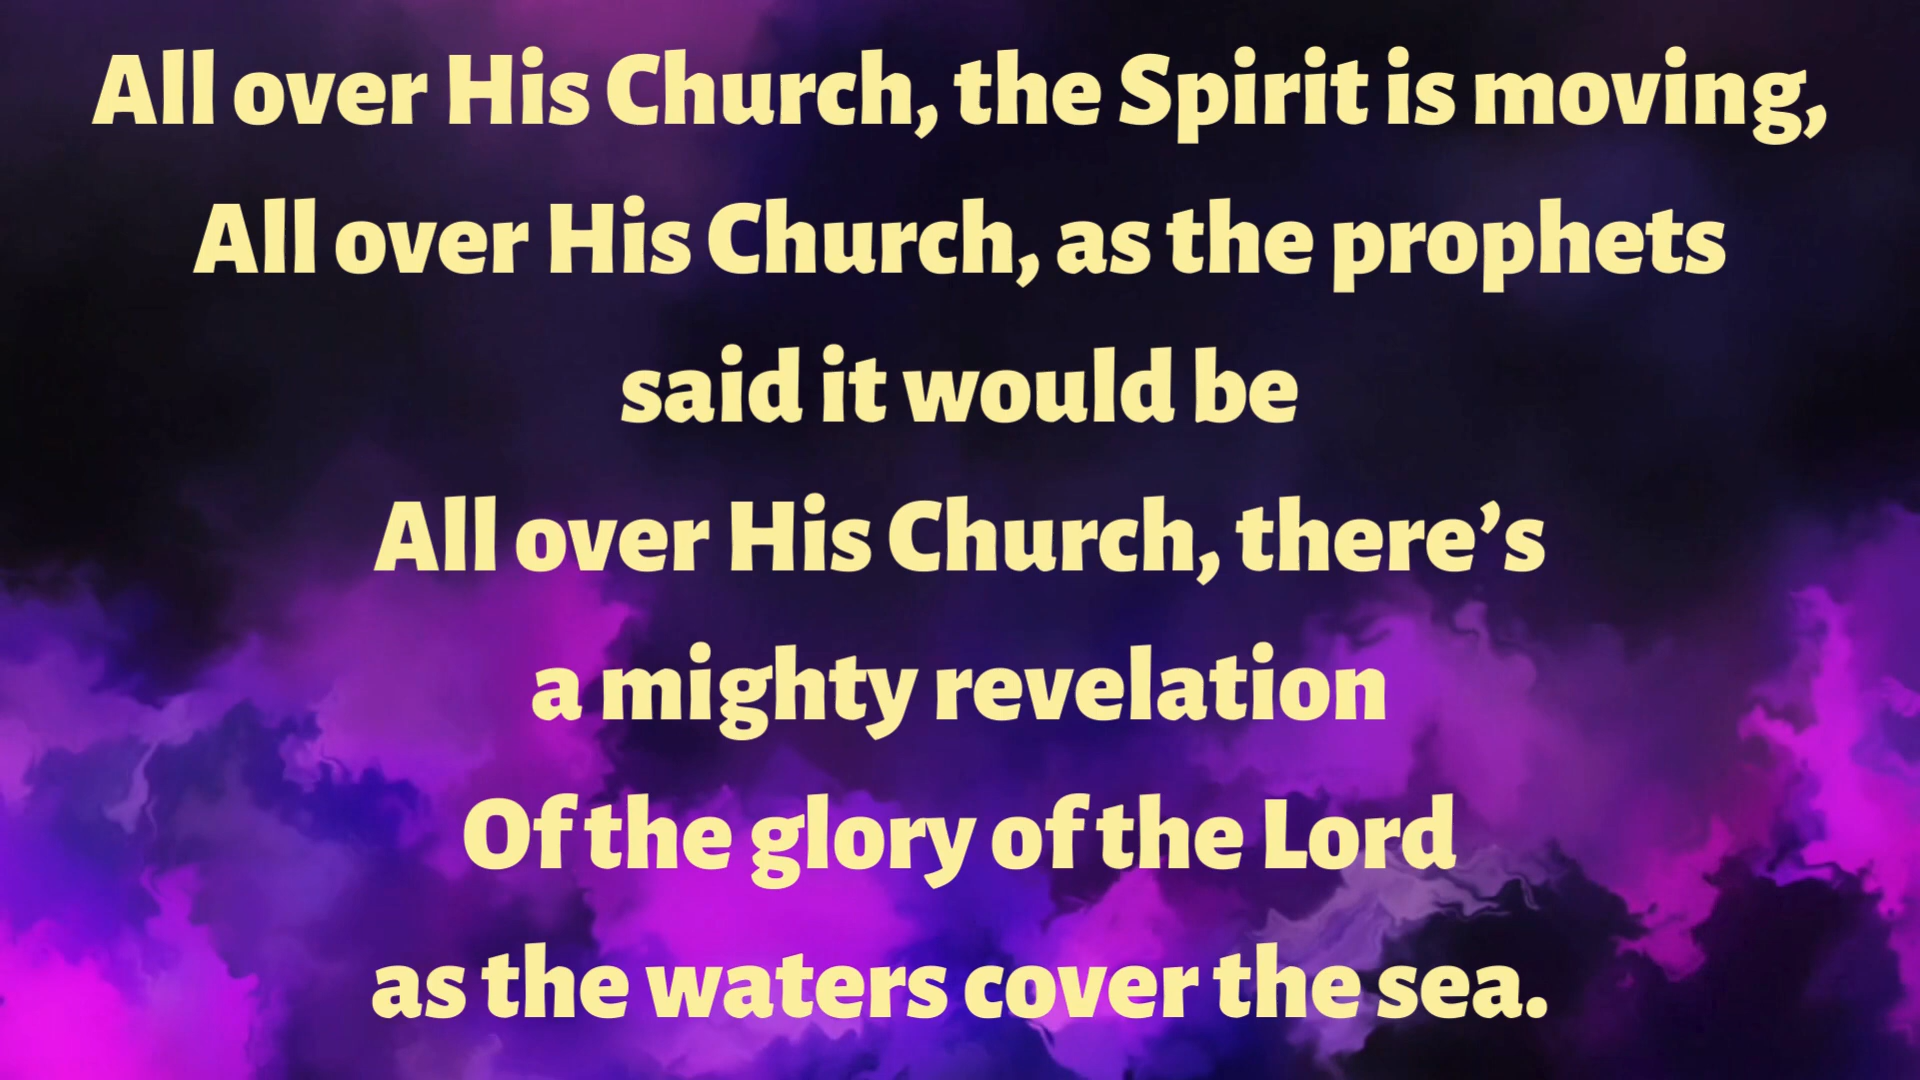 All over His Church, the Spirit is moving,
All over His Church, as the prophets
said it would be
All over His Church, there’s
a mighty revelation
Of the glory of the Lord
as the waters cover the sea.